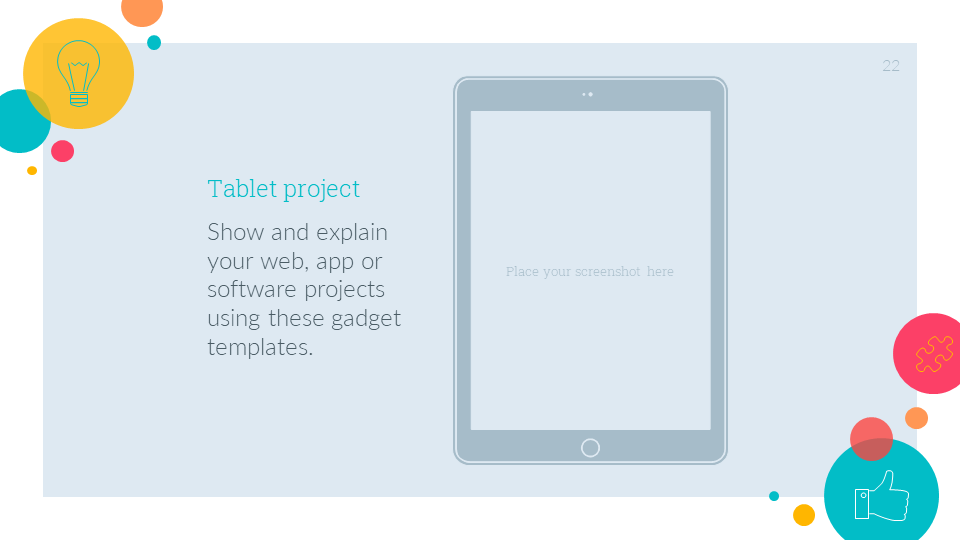 22
Tablet project
Show and explain
your web, app or
software projects
using these gadget
templates.
Place your screenshot here